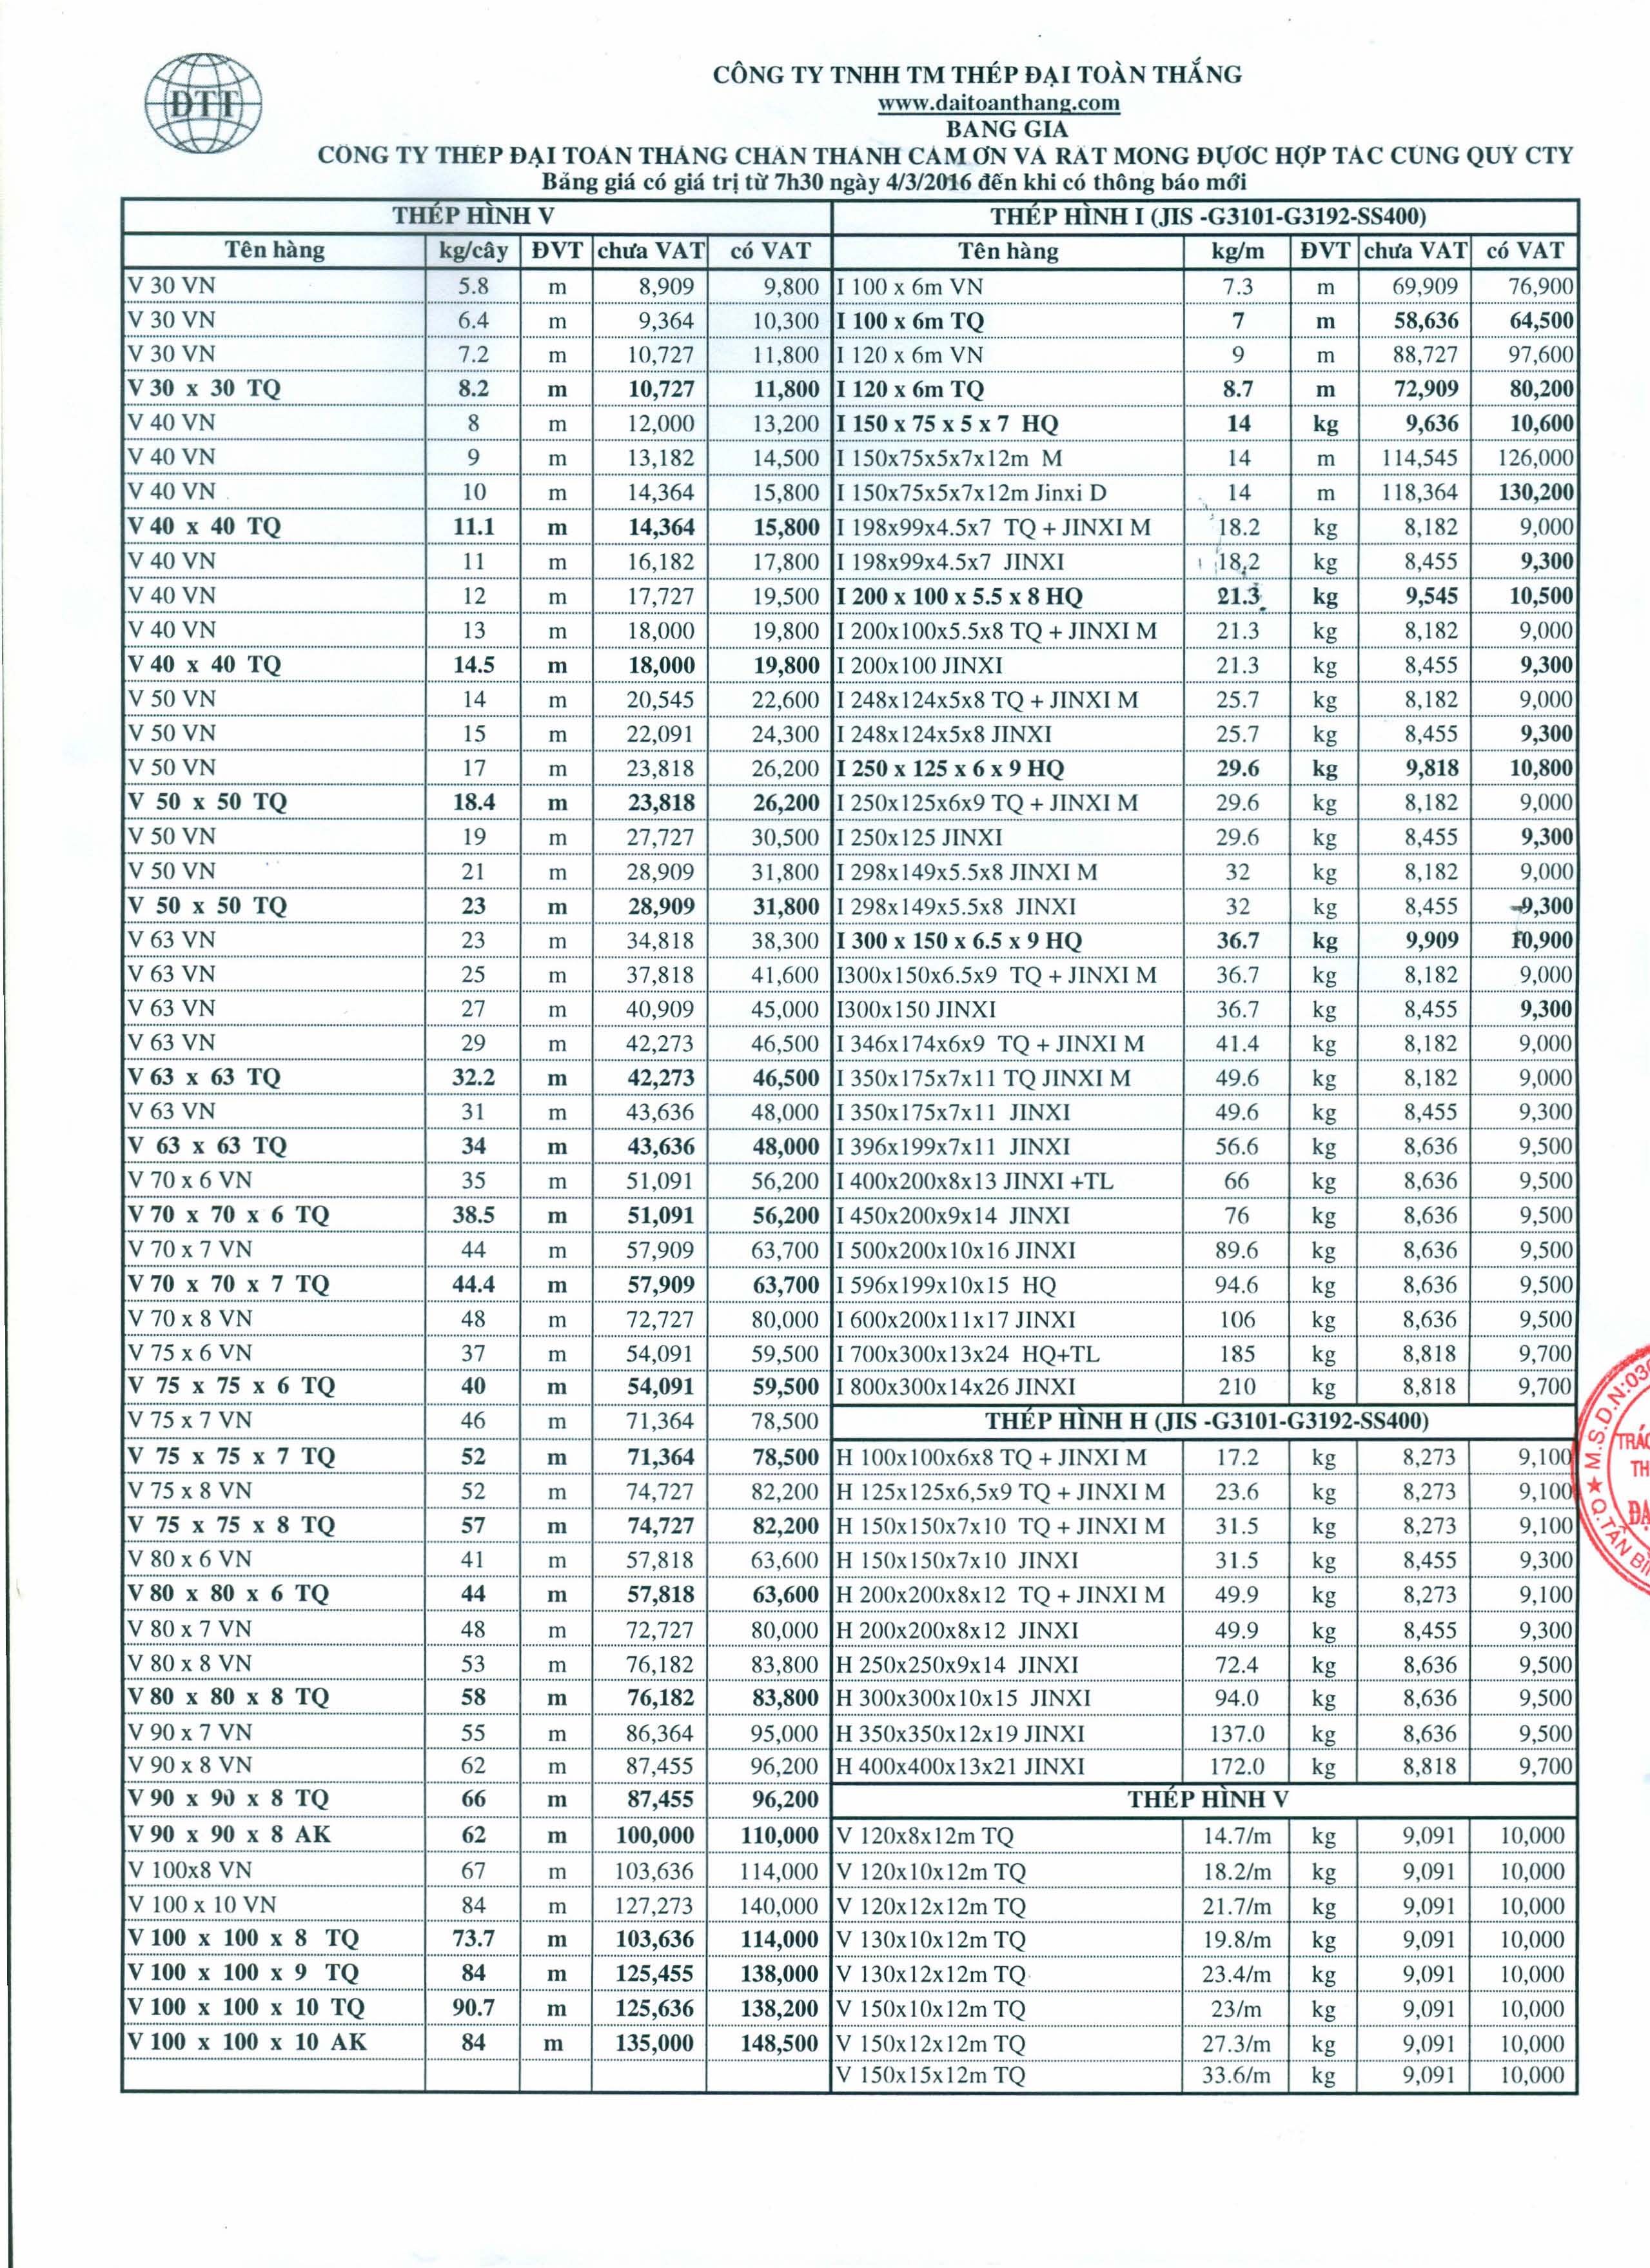 ĐTT
CÔNG TY TNHH TM THÉP ĐẠI TOÀN THẮNG
www.daitoanthang.com
BANG GIA
CÔNG TY THÉP ĐẠI TOÀN THẮNG CHÂN THÀNH CẢM ƠN VÀ RẤT MONG ĐƯỢC HỢP TÁC CÙNG QUÝ CTY
Bảng giá có giá trị từ 7h30 ngày 4/3/2016 đến khi có thông báo mới
THÉP HÌNH V THÉP HÌNH I (JIS -G3101-G3192-SS400)
Tên hàng kg/cây ĐVT chưa VAT có VAT Tên hàng kg/m ĐVT chưa VAT có VAT
V 30 VN 5.8 m 8,909 9,800 I 100 x 6m VN 7.3 m 69,909 76,900
V 30 VN 6.4 m 9,364 10,300 I 100 x 6m TQ 7 m 58,636 64,500
V 30 VN 7.2 m 10,727 11,800 I 120 x 6m VN 9 m 88,727 97,600
V 30 x 30 TQ 8.2 m 10,727 11,800 I 120 x 6m TQ 8.7 m 72,909 80,200
V 40 VN 8 m 12,000 13,200 I 150 x 75 x 5 x 7 HQ 14 kg 9,636 10,600
V 40 VN 9 m 13,182 14,500 I 150x75x5x7x12m M 14 m 114,545 126,000
V 40 VN 10 m 14,364 15,800 I 150x75x5x7x12m Jinxi D 14 m 118,364 130,200
V 40 x 40 TQ 11.1 m 14,364 15,800 I 198x99x4.5x7 TQ + JINXI M 18.2 kg 8,182 9,000
V 40 VN 11 m 16,182 17,800 I 198x99x4.5x7 JINXI 18.2 kg 8,455 9,300
V 40 VN 12 m 17,727 19,500 I 200 x 100 x 5.5 x 8 HQ 21.3 kg 9,545 10,500
V 40 VN 13 m 18,000 19,800 I 200x100x5.5x8 TQ + JINXI M 21.3 kg 8,182 9,000
V 40 x 40 TQ 14.5 m 18,000 19,800 I 200x100 JINXI 21.3 kg 8,455 9,300
V 50 VN 14 m 20,545 22,600 I 248x124x5x8 TQ + JINXI M 25.7 kg 8,182 9,000
V 50 VN 15 m 22,091 24,300 I 248x124x5x8 JINXI 25.7 kg 8,455 9,300
V 50 VN 17 m 23,818 26,200 I 250 x 125 x 6 x 9 HQ 29.6 kg 9,818 10,800
V 50 x 50 TQ 18.4 m 23,818 26,200 I 250x125x6x9 TQ + JINXI M 29.6 kg 8,182 9,000
V 50 VN 19 m 27,727 30,500 I 250x125 JINXI 29.6 kg 8,455 9,300
V 50 VN 21 m 28,909 31,800 I 298x149x5.5x8 JINXI M 32 kg 8,182 9,000
V 50 x 50 TQ 23 m 28,909 31,800 I 298x149x5.5x8 JINXI 32 kg 8,455 9,300
V 63 VN 23 m 34,818 38,300 I 300 x 150 x 6.5 x 9 HQ 36.7 kg 9,909 10,900
V 63 VN 25 m 37,818 41,600 I300x150x6.5x9 TQ + JINXI M 36.7 kg 8,182 9,000
V 63 VN 27 m 40,909 45,000 I300x150 JINXI 36.7 kg 8,455 9,300
V 63 VN 29 m 42,273 46,500 I 346x174x6x9 TQ + JINXI M 41.4 kg 8,182 9,000
V 63 x 63 TQ 32.2 m 42,273 46,500 I 350x175x7x11 TQ JINXI M 49.6 kg 8,182 9,000
V 63 VN 31 m 43,636 48,000 I 350x175x7x11 JINXI 49.6 kg 8,455 9,300
V 63 x 63 TQ 34 m 43,636 48,000 I 396x199x7x11 JINXI 56.6 kg 8,636 9,500
V 70 x 6 VN 35 m 51,091 56,200 I 400x200x8x13 JINXI +TL 66 kg 8,636 9,500
V 70 x 70 x 6 TQ 38.5 m 51,091 56,200 I 450x200x9x14 JINXI 76 kg 8,636 9,500
V 70 x 7 VN 44 m 57,909 63,700 I 500x200x10x16 JINXI 89.6 kg 8,636 9,500
V 70 x 70 x 7 TQ 44.4 m 57,909 63,700 I 596x199x10x15 HQ 94.6 kg 8,636 9,500
V 70 x 8 VN 48 m 72,727 80,000 I 600x200x11x17 JINXI 106 kg 8,636 9,500
V 75 x 6 VN 37 m 54,091 59,500 I 700x300x13x24 HQ+TL 185 kg 8,818 9,700
V 75 x 75 x 6 TQ 40 m 54,091 59,500 I 800x300x14x26 JINXI 210 kg 8,818 9,700
V 75 x 7 VN 46 m 71,364 78,500 THÉP HÌNH H (JIS -G3101-G3192-SS400)
V 75 x 75 x 7 TQ 52 m 71,364 78,500 H 100x100x6x8 TQ + JINXI M 17.2 kg 8,273 9,100
V 75 x 8 VN 52 m 74,727 82,200 H 125x125x6,5x9 TQ + JINXI M 23.6 kg 8,273 9,100
V 75 x 75 x 8 TQ 57 m 74,727 82,200 H 150x150x7x10 TQ + JINXI M 31.5 kg 8,273 9,100
V 80 x 6 VN 41 m 57,818 63,600 H 150x150x7x10 JINXI 31.5 kg 8,455 9,300
V 80 x 80 x 6 TQ 44 m 57,818 63,600 H 200x200x8x12 TQ + JINXI M 49.9 kg 8,273 9,100
V 80 x 7 VN 48 m 72,727 80,000 H 200x200x8x12 JINXI 49.9 kg 8,455 9,300
V 80 x 8 VN 53 m 76,182 83,800 H 250x250x9x14 JINXI 72.4 kg 8,636 9,500
V 80 x 80 x 8 TQ 58 m 76,182 83,800 H 300x300x10x15 JINXI 94.0 kg 8,636 9,500
V 90 x 7 VN 55 m 86,364 95,000 H 350x350x12x19 JINXI 137.0 kg 8,636 9,500
V 90 x 8 VN 62 m 87,455 96,200 H 400x400x13x21 JINXI 172.0 kg 8,818 9,700
V 90 x 90 x 8 TQ 66 m 87,455 96,200 THÉP HÌNH V
V 90 x 90 x 8 AK 62 m 100,000 110,000 V 120x8x12m TQ 14.7/m kg 9,091 10,000
V 100x8 VN 67 m 103,636 114,000 V 120x10x12m TQ 18.2/m kg 9,091 10,000
V 100 x 10 VN 84 m 127,273 140,000 V 120x12x12m TQ 21.7/m kg 9,091 10,000
V 100 x 100 x 8 TQ 73.7 m 103,636 114,000 V 130x10x12m TQ 19.8/m kg 9,091 10,000
V 100 x 100 x 9 TQ 84 m 125,455 138,000 V 130x12x12m TQ 23.4/m kg 9,091 10,000
V 100 x 100 x 10 TQ 90.7 m 125,636 138,200 V 150x10x12m TQ 23/m kg 9,091 10,000
V 100 x 100 x 10 AK 84 m 135,000 148,500 V 150x12x12m TQ 27.3/m kg 9,091 10,000
V 150x15x12m TQ 33.6/m kg 9,091 10,000
M.S.D.N:03
Q.TÂN